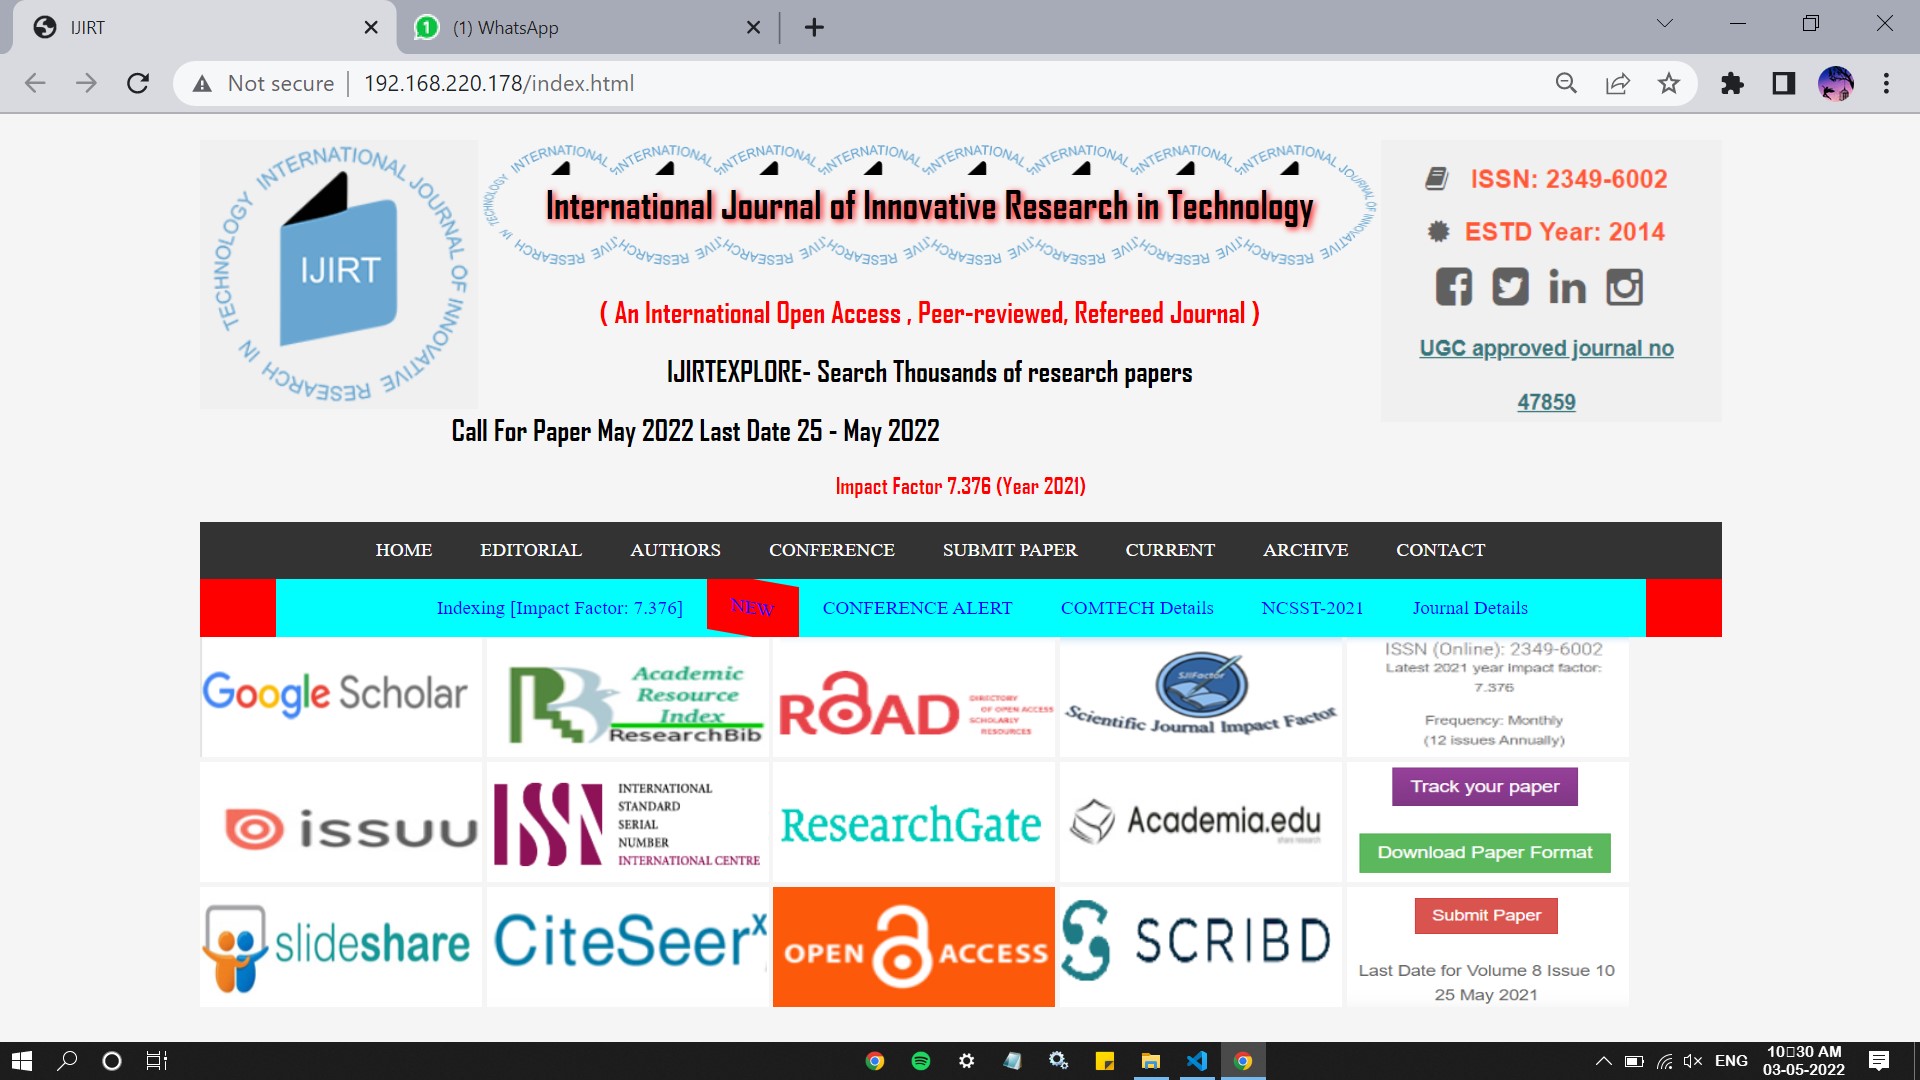 IJIRT
(1) WhatsApp
Not secure 192.168.220.178/index.html
INTERNATIONAL JOURNAL OF INNOVATIVE RESEARCH IN TECHNOLOGY
IJIRT
International Journal of Innovative Research in Technology
( An International Open Access , Peer-reviewed, Refereed Journal )
IJIRTEXPLORE- Search Thousands of research papers
Call For Paper May 2022 Last Date 25 - May 2022
Impact Factor 7.376 (Year 2021)
ISSN: 2349-6002
ESTD Year: 2014
UGC approved journal no
47859
HOME EDITORIAL AUTHORS CONFERENCE SUBMIT PAPER CURRENT ARCHIVE CONTACT
Indexing [Impact Factor: 7.376] NEW CONFERENCE ALERT COMTECH Details NCSST-2021 Journal Details
Google Scholar
Academic
Resource
Index
ResearchBib
ROAD
DIRECTORY
OF OPEN ACCESS
SCHOLARLY
RESOURCES
SJIFactor
Scientific Journal Impact Factor
ISSN (Online): 2349-6002
Latest 2021 year Impact factor:
7.376
Frequency: Monthly
(12 issues Annually)
issuu
ISSN
INTERNATIONAL
STANDARD
SERIAL
NUMBER
INTERNATIONAL CENTRE
ResearchGate
Academia.edu
share research
Track your paper
Download Paper Format
slideshare
CiteSeerx
OPEN ACCESS
SCRIBD
Submit Paper
Last Date for Volume 8 Issue 10
25 May 2021
ENG
10:30 AM
03-05-2022